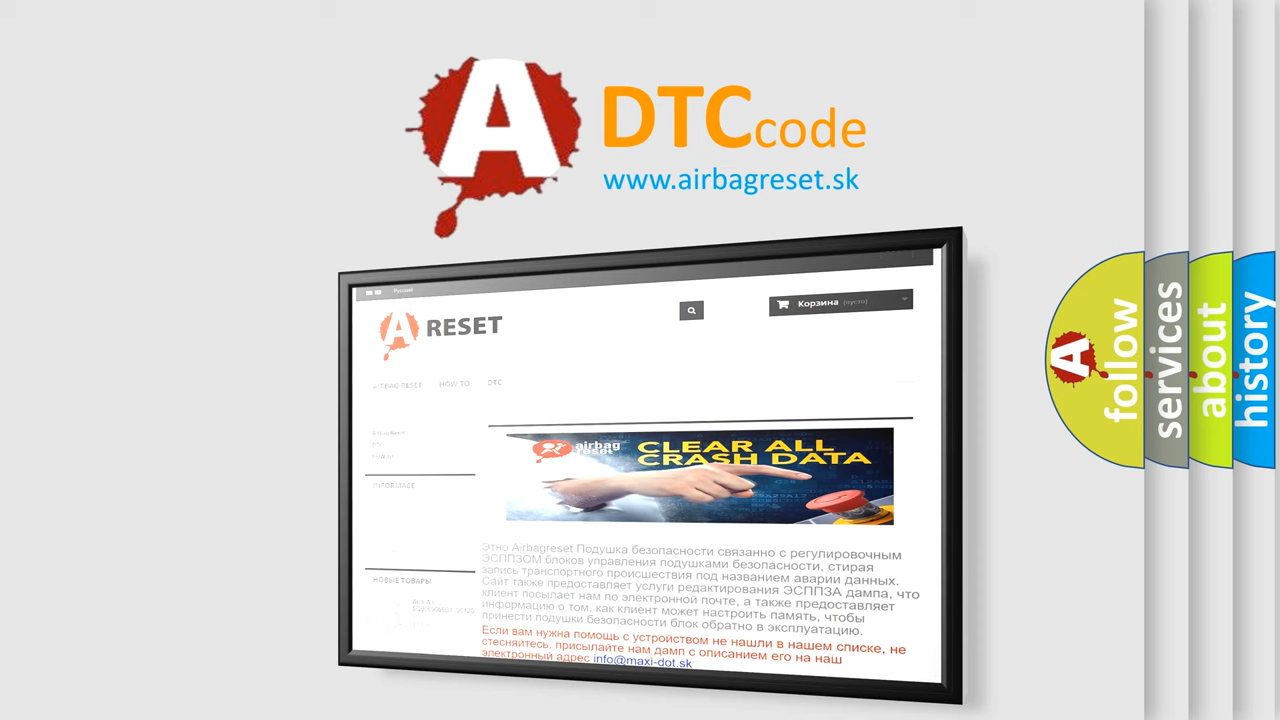 A DTCcode
www.airbagreset.sk
Русский
Корзина (пусто)
A RESET
AIRBAG RESET HOW TO DTC
airbag
reset
CLEAR ALL
CRASH DATA
INFORMACE
Этно Airbagreset Подушка безопасности связанно с регулировочным
ЭСППЗОМ блоков управления подушками безопасности, стирая
запись транспортного происшествия под названием аварии данных.
Сайт также предоставляет услуги редактирования ЭСППЗА дампа, что
клиент посылает нам по электронной почте, а также предоставляет
информацию о том, как клиент может настроить память, чтобы
принести подушки безопасности блок обратно в эксплуатацию.
Если вам нужна помощь с устройством не нашли в нашем списке, не
стесняйтесь, присылайте нам дамп с описанием его на наш
электронный адрес info@maxi-dot.sk
НОВЫЕ ТОВАРЫ
A follow
services
about
history